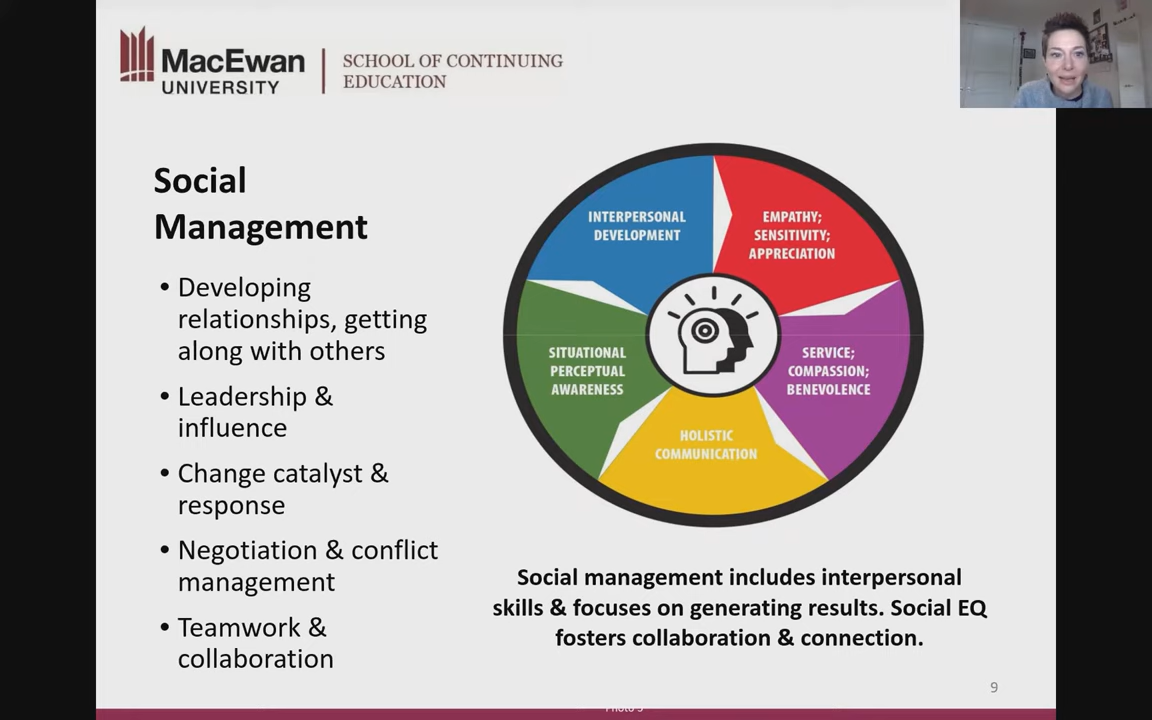 MacEwan
UNIVERSITY
SCHOOL OF CONTINUING
EDUCATION
Social
Management
• Developing
relationships, getting
along with others
• Leadership &
influence
• Change catalyst &
response
• Negotiation & conflict
management
• Teamwork &
collaboration
INTERPERSONAL
DEVELOPMENT
EMPATHY;
SENSITIVITY;
APPRECIATION
SITUATIONAL
PERCEPTUAL
AWARENESS
SERVICE;
COMPASSION;
BENEVOLENCE
HOLISTIC
COMMUNICATION
Social management includes interpersonal
skills & focuses on generating results. Social EQ
fosters collaboration & connection.
9